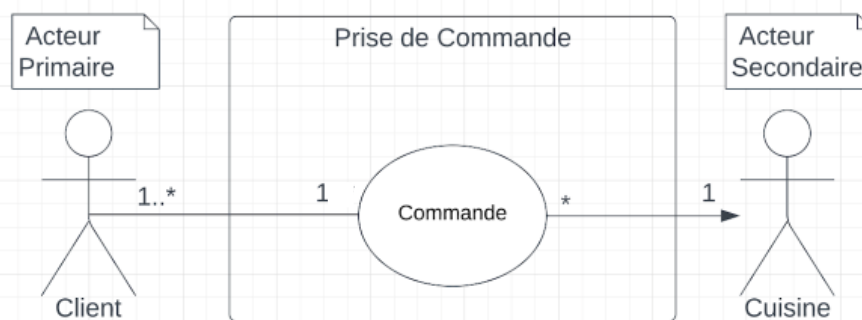 Acteur
Primaire
Prise de Commande
Acteur
Secondaire
1..*
1
Commande
*
1
Client
Cuisine